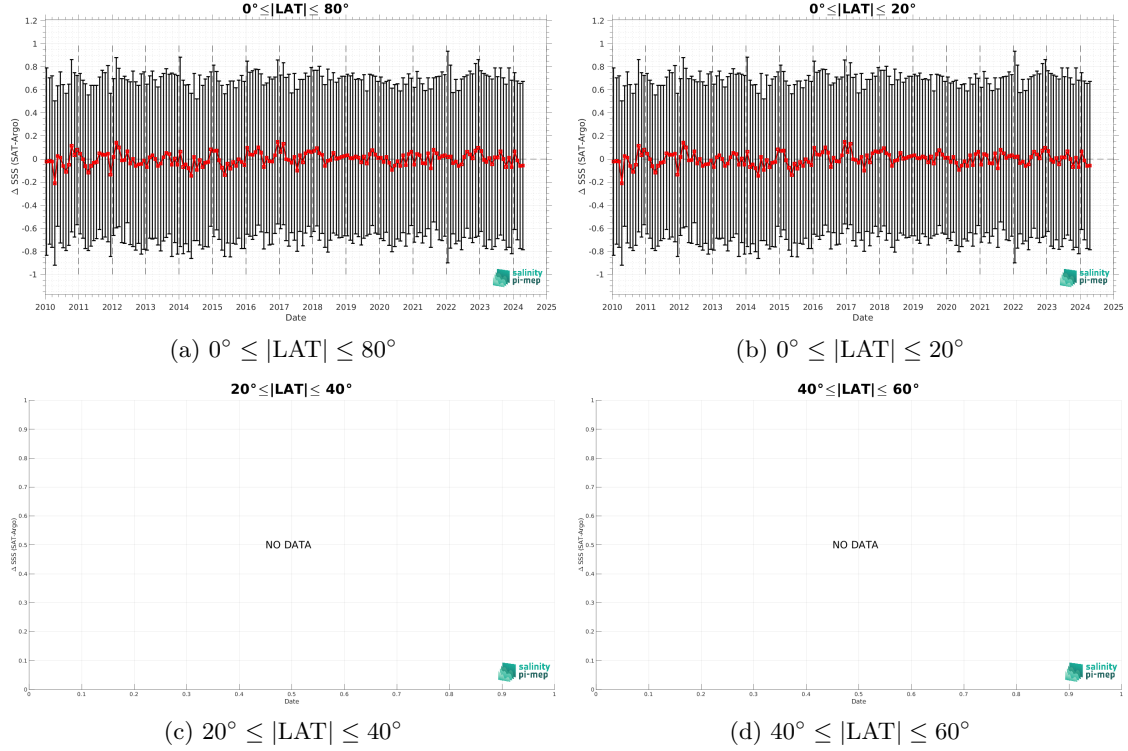 0°≤|LAT|≤ 80°
1.2
1
0.8
0.6
0.4
0.2
0
-0.2
-0.4
-0.6
-0.8
-1
Δ SSS (SAT-Argo)
salinity
pi-mep
2010 2011 2012 2013 2014 2015 2016 2017 2018 2019 2020 2021 2022 2023 2024 2025
Date
(a) 0° ≤ |LAT| ≤ 80°
0°≤|LAT|≤ 20°
1.2
1
0.8
0.6
0.4
0.2
0
-0.2
-0.4
-0.6
-0.8
-1
Δ SSS (SAT-Argo)
salinity
pi-mep
2010 2011 2012 2013 2014 2015 2016 2017 2018 2019 2020 2021 2022 2023 2024 2025
Date
(b) 0° ≤ |LAT| ≤ 20°
20°≤|LAT|≤ 40°
1
0.9
0.8
0.7
0.6
0.5
0.4
0.3
0.2
0.1
0
Δ SSS (SAT-Argo)
NO DATA
salinity
pi-mep
0 0.1 0.2 0.3 0.4 0.5 0.6 0.7 0.8 0.9 1
Date
(c) 20° ≤ |LAT| ≤ 40°
40°≤|LAT|≤ 60°
1
0.9
0.8
0.7
0.6
0.5
0.4
0.3
0.2
0.1
0
Δ SSS (SAT-Argo)
NO DATA
salinity
pi-mep
0 0.1 0.2 0.3 0.4 0.5 0.6 0.7 0.8 0.9 1
Date
(d) 40° ≤ |LAT| ≤ 60°